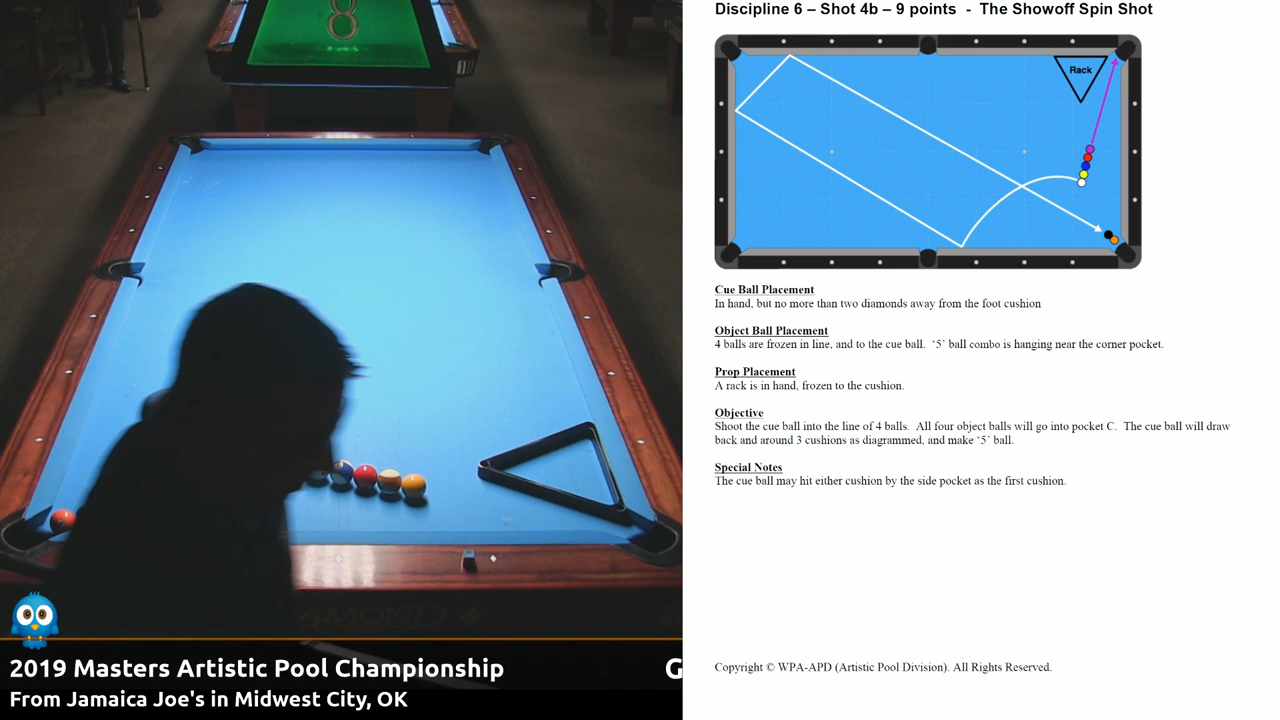 8
1
2019 Masters Artistic Pool Championship
From Jamaica Joe's in Midwest City, OK
G
Discipline 6 – Shot 4b – 9 points - The Showoff Spin Shot
Rack
Cue Ball Placement
In hand, but no more than two diamonds away from the foot cushion
Object Ball Placement
4 balls are frozen in line, and to the cue ball. ‘5’ ball combo is hanging near the corner pocket.
Prop Placement
A rack is in hand, frozen to the cushion.
Objective
Shoot the cue ball into the line of 4 balls. All four object balls will go into pocket C. The cue ball will draw
back and around 3 cushions as diagrammed, and make ‘5’ ball.
Special Notes
The cue ball may hit either cushion by the side pocket as the first cushion.
Copyright © WPA-APD (Artistic Pool Division). All Rights Reserved.